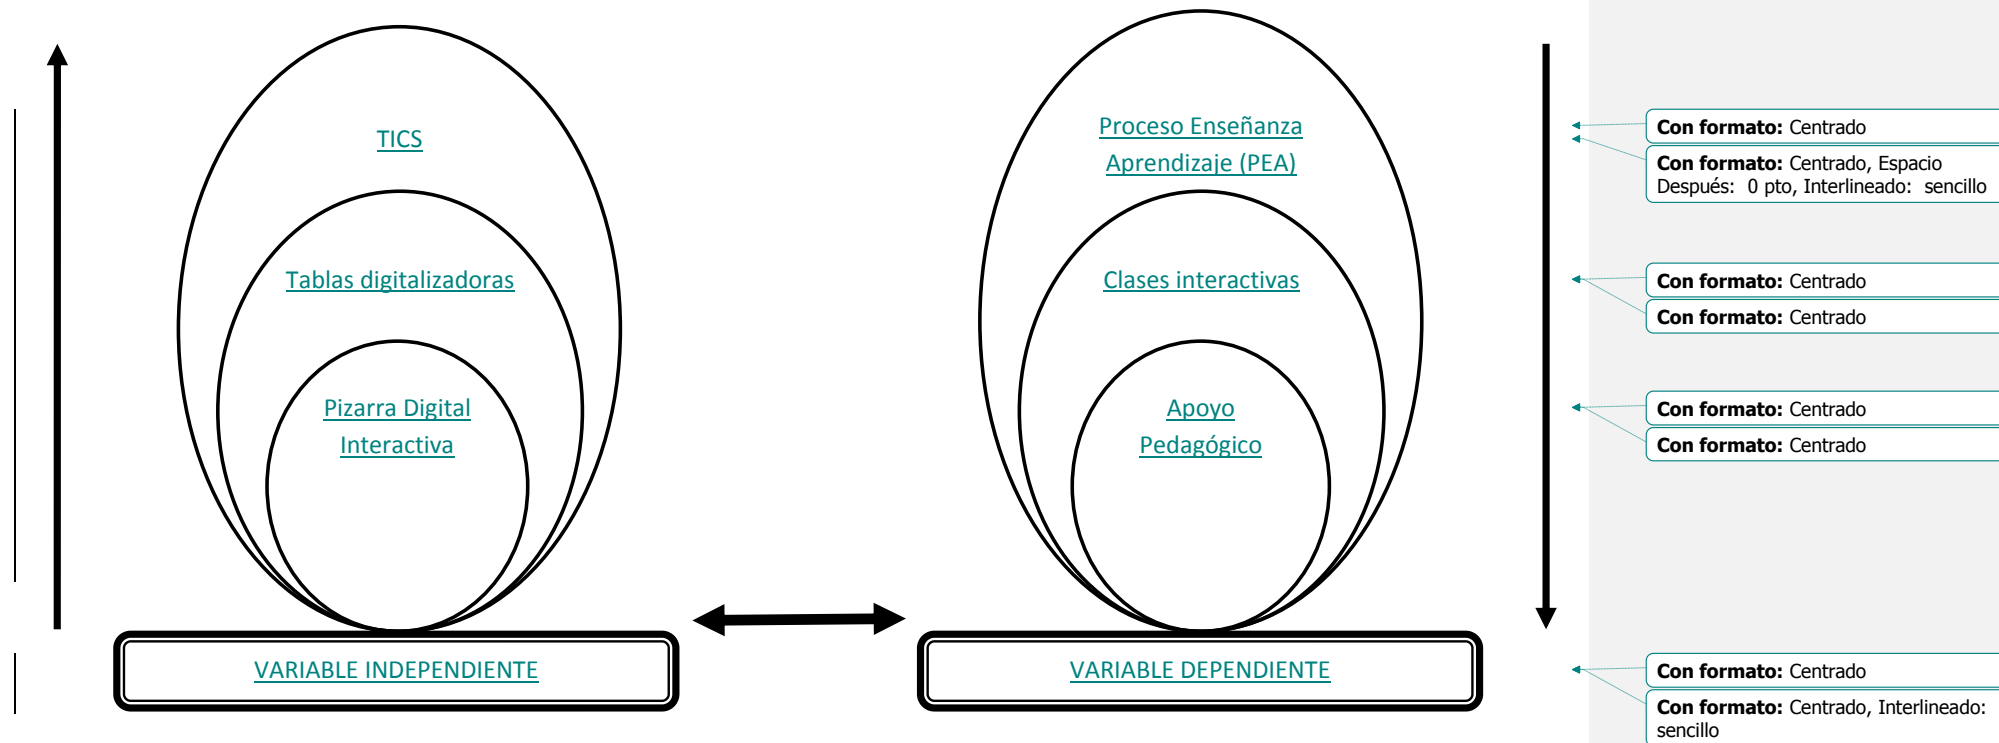 TICS
Proceso Enseñanza
Aprendizaje (PEA)
Tablas digitalizadoras
Clases interactivas
Pizarra Digital
Interactiva
Apoyo
Pedagógico
VARIABLE INDEPENDIENTE
VARIABLE DEPENDIENTE
Con formato: Centrado
Con formato: Centrado, Espacio
Después:  0 pto, Interlineado:  sencillo
Con formato: Centrado
Con formato: Centrado
Con formato: Centrado
Con formato: Centrado
Con formato: Centrado
Con formato: Centrado, Interlineado:
sencillo